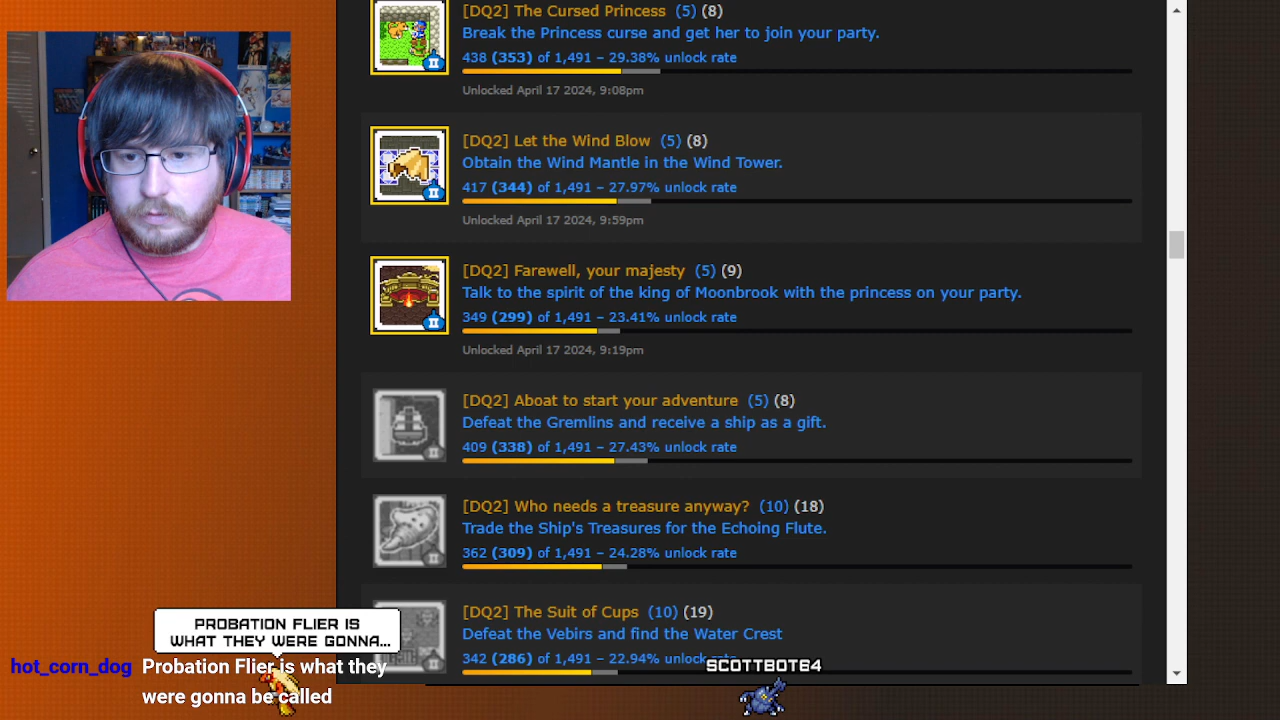 [DQ2] The Cursed Princess (5) (8)
Break the Princess curse and get her to join your party.
438 (353) of 1,491 – 29.38% unlock rate
Unlocked April 17 2024, 9:08pm
[DQ2] Let the Wind Blow (5) (8)
Obtain the Wind Mantle in the Wind Tower.
417 (344) of 1,491 – 27.97% unlock rate
Unlocked April 17 2024, 9:59pm
[DQ2] Farewell, your majesty (5) (9)
Talk to the spirit of the king of Moonbrook with the princess on your party.
349 (299) of 1,491 – 23.41% unlock rate
Unlocked April 17 2024, 9:19pm
[DQ2] Aboat to start your adventure (5) (8)
Defeat the Gremlins and receive a ship as a gift.
409 (338) of 1,491 – 27.43% unlock rate
[DQ2] Who needs a treasure anyway? (10) (18)
Trade the Ship's Treasures for the Echoing Flute.
362 (309) of 1,491 – 24.28% unlock rate
[DQ2] The Suit of Cups (10) (19)
Defeat the Vebirs and find the Water Crest
342 (286) of 1,491 – 22.94% unlock rate
PROBATION FLIER IS
WHAT THEY WERE GONNA...
hot_corn_dog Probation Flier is what they
were gonna be called
SCOTTBOT84